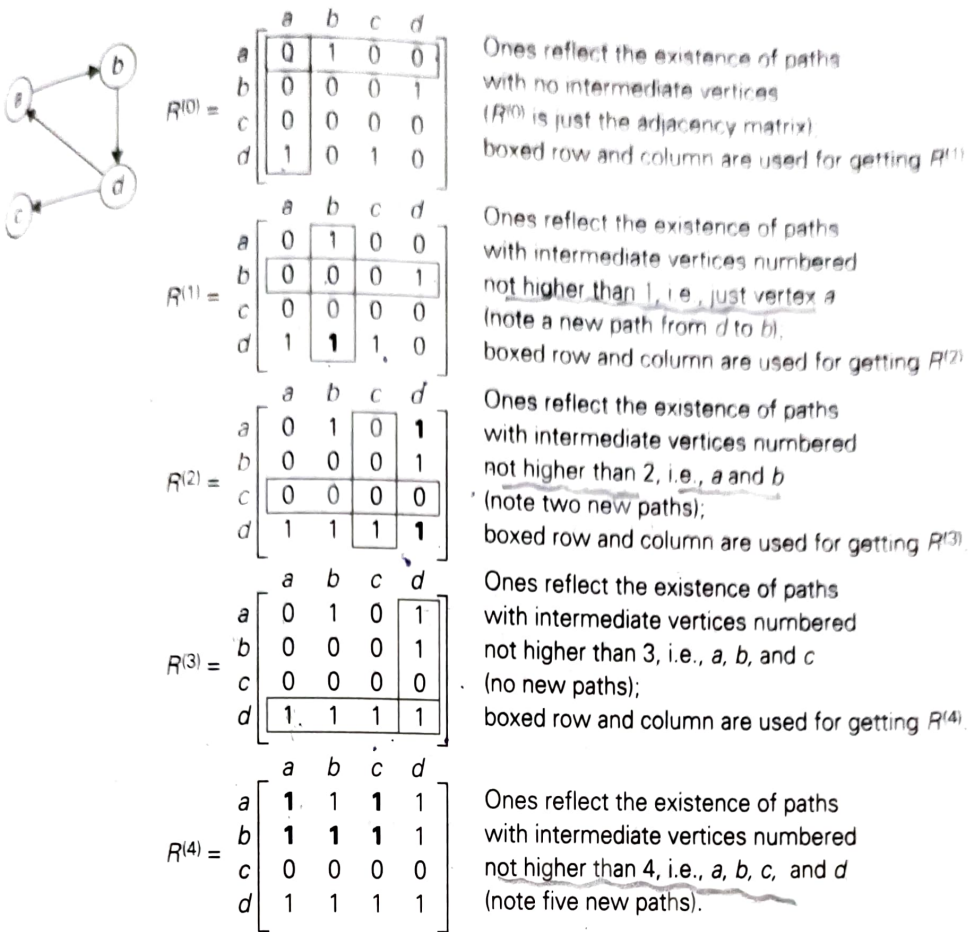 a b c d
a 0 1 0 0
b 0 0 0 1
R(0) =
c 0 0 0 0
d 1 0 1 0
Ones reflect the existence of paths
with no intermediate vertices
(R(0) is just the adjacency matrix)
boxed row and column are used for getting R(1)
a
b
d
c
a b c d
a 0 1 0 0
b 0 0 0 1
R(1) =
c 0 0 0 0
d 1 1 1 0
Ones reflect the existence of paths
with intermediate vertices numbered
not higher than 1, i.e., just vertex a
(note a new path from d to b),
boxed row and column are used for getting R(2)
a b c d
a 0 1 0 1
b 0 0 0 1
R(2) =
c 0 0 0 0
d 1 1 1 1
Ones reflect the existence of paths
with intermediate vertices numbered
not higher than 2, i.e., a and b
(note two new paths);
boxed row and column are used for getting R(3)
a b c d
a 0 1 0 1
b 0 0 0 1
R(3) =
c 0 0 0 0
d 1 1 1 1
Ones reflect the existence of paths
with intermediate vertices numbered
not higher than 3, i.e., a, b, and c
(no new paths);
boxed row and column are used for getting R(4)
a b c d
a 1 1 1 1
b 1 1 1 1
R(4) =
c 0 0 0 0
d 1 1 1 1
Ones reflect the existence of paths
with intermediate vertices numbered
not higher than 4, i.e., a, b, c, and d
(note five new paths).